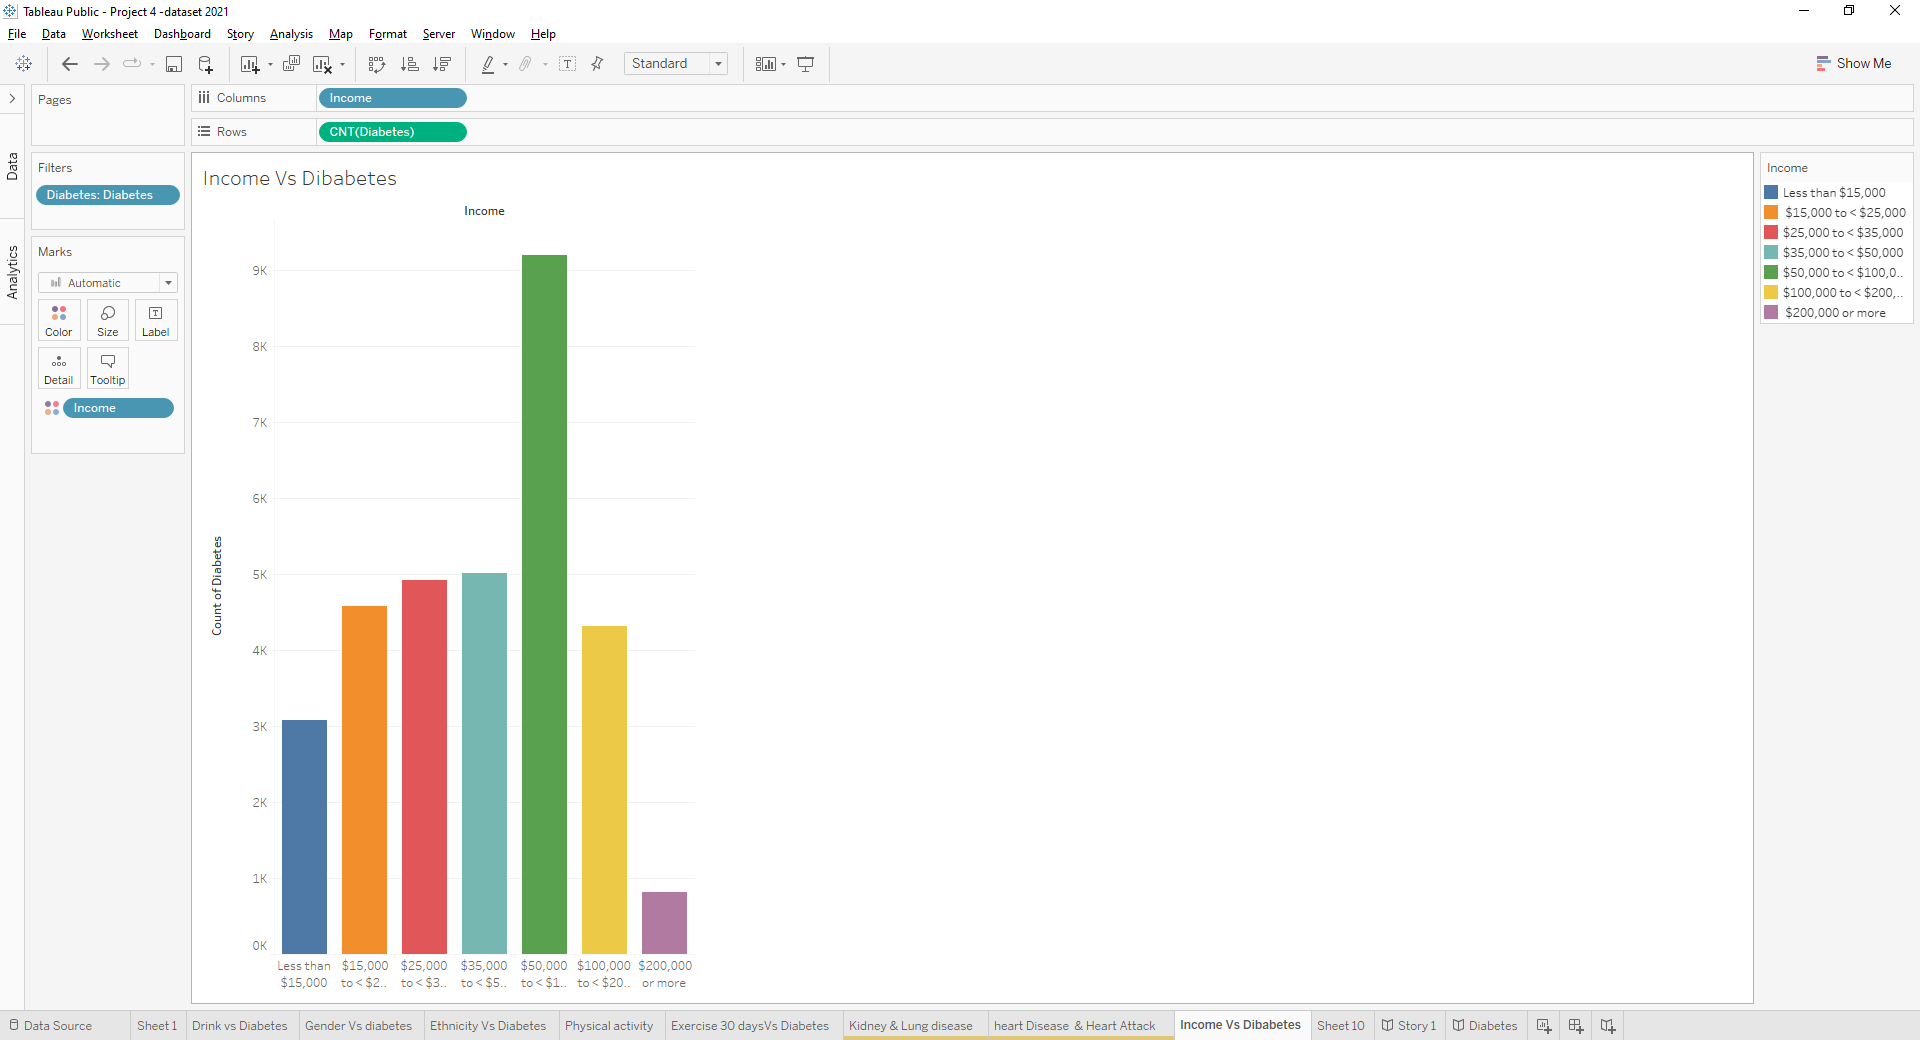 Tableau Public - Project 4 -dataset 2021
File Data Worksheet Dashboard Story Analysis Map Format Server Window Help
Standard
Show Me
Pages
Columns
Income
Rows
CNT(Diabetes)
Data
Analytics
Filters
Diabetes: Diabetes
Marks
Automatic
Color Size Label
Detail Tooltip
Income
Income Vs Dibabetes
Income
Count of Diabetes
9K
8K
7K
6K
5K
4K
3K
2K
1K
0K
Less than $15,000
$15,000 to < $2..
$25,000 to < $3..
$35,000 to < $5..
$50,000 to < $1..
$100,000 to < $20..
$200,000 or more
Income
Less than $15,000
$15,000 to < $25,000
$25,000 to < $35,000
$35,000 to < $50,000
$50,000 to < $100,0..
$100,000 to < $200,..
$200,000 or more
Data Source Sheet 1 Drink vs Diabetes Gender Vs diabetes Ethnicity Vs Diabetes Physical activity Exercise 30 daysVs Diabetes Kidney & Lung disease heart Disease & Heart Attack Income Vs Dibabetes Sheet 10 Story 1 Diabetes